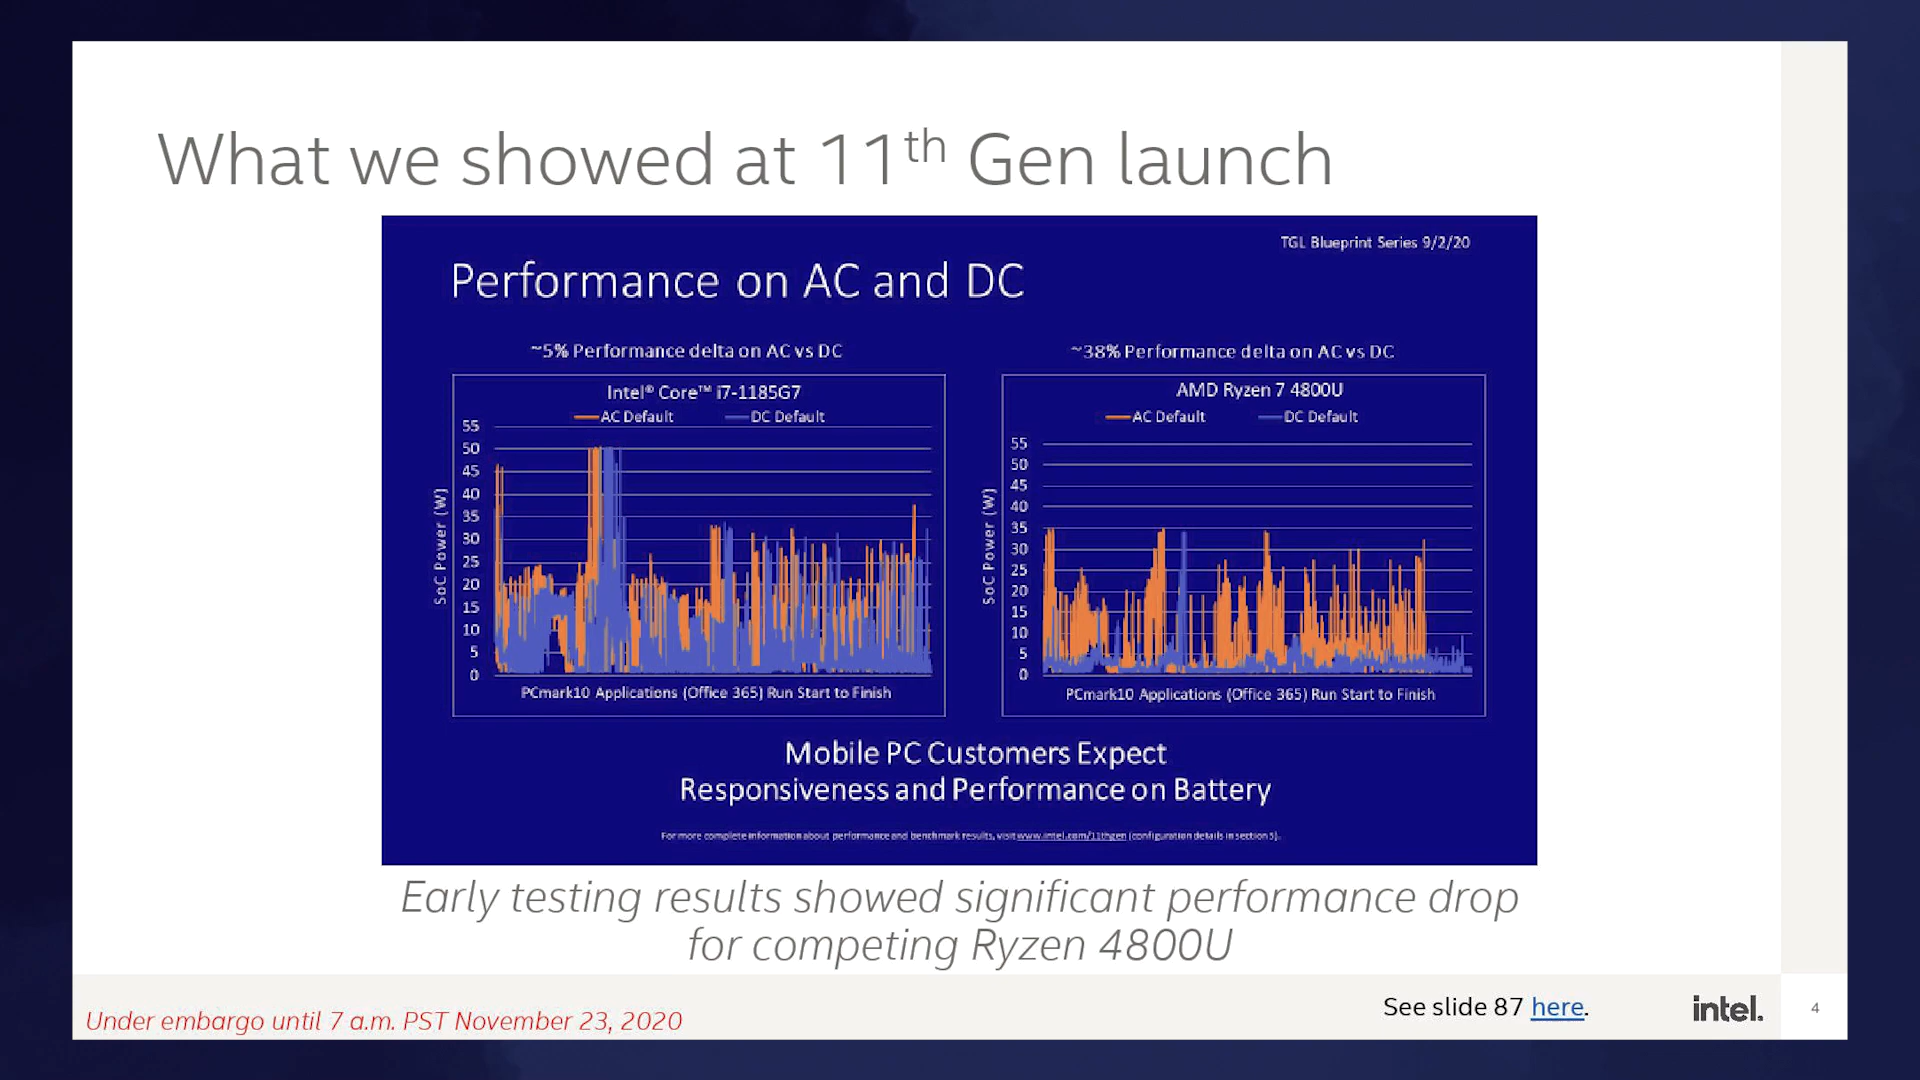 What we showed at 11th Gen launch
TGL Blueprint Series 9/2/20
Performance on AC and DC
~5% Performance delta on AC vs DC
Intel® Core™ i7-1185G7
AC Default DC Default
55
50
45
40
35
30
25
20
15
10
5
0
SoC Power (W)
PCmark10 Applications (Office 365) Run Start to Finish
~38% Performance delta on AC vs DC
AMD Ryzen 7 4800U
AC Default DC Default
55
50
45
40
35
30
25
20
15
10
5
0
SoC Power (W)
PCmark10 Applications (Office 365) Run Start to Finish
Mobile PC Customers Expect
Responsiveness and Performance on Battery
For more complete information about performance and benchmark results, visit www.intel.com/11thgen (configuration details in section 5).
Early testing results showed significant performance drop
for competing Ryzen 4800U
Under embargo until 7 a.m. PST November 23, 2020
See slide 87 here.
intel.
4